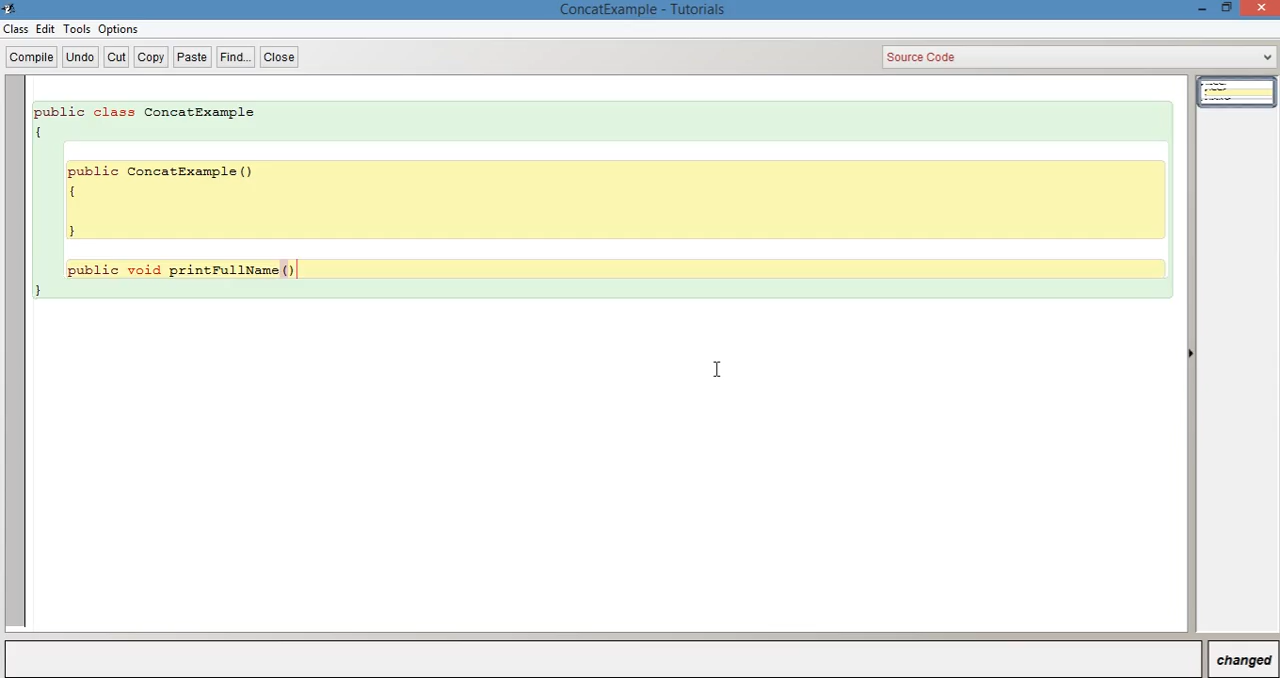 ConcatExample - Tutorials
Class Edit Tools Options
Compile Undo Cut Copy Paste Find... Close Source Code
public class ConcatExample
{
public ConcatExample()
{
}
public void printFullName()
}
changed